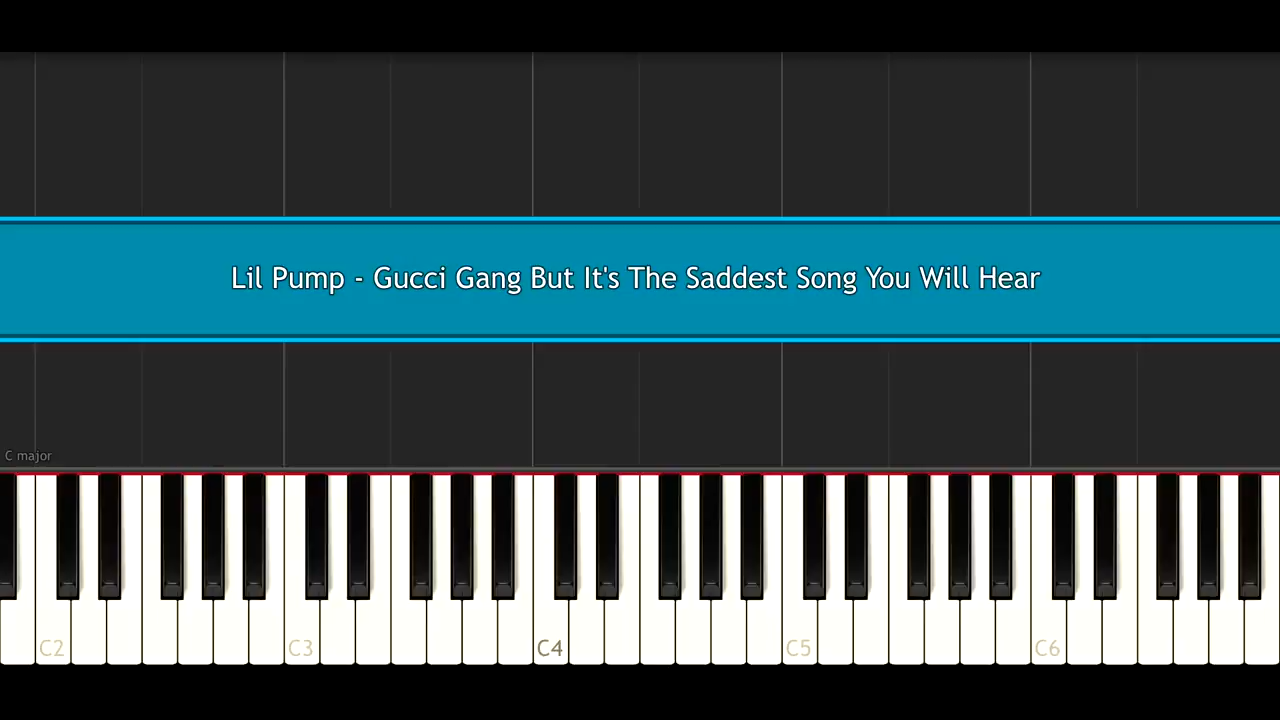 Lil Pump - Gucci Gang But It's The Saddest Song You Will Hear
C major
C2 C3 C4 C5 C6